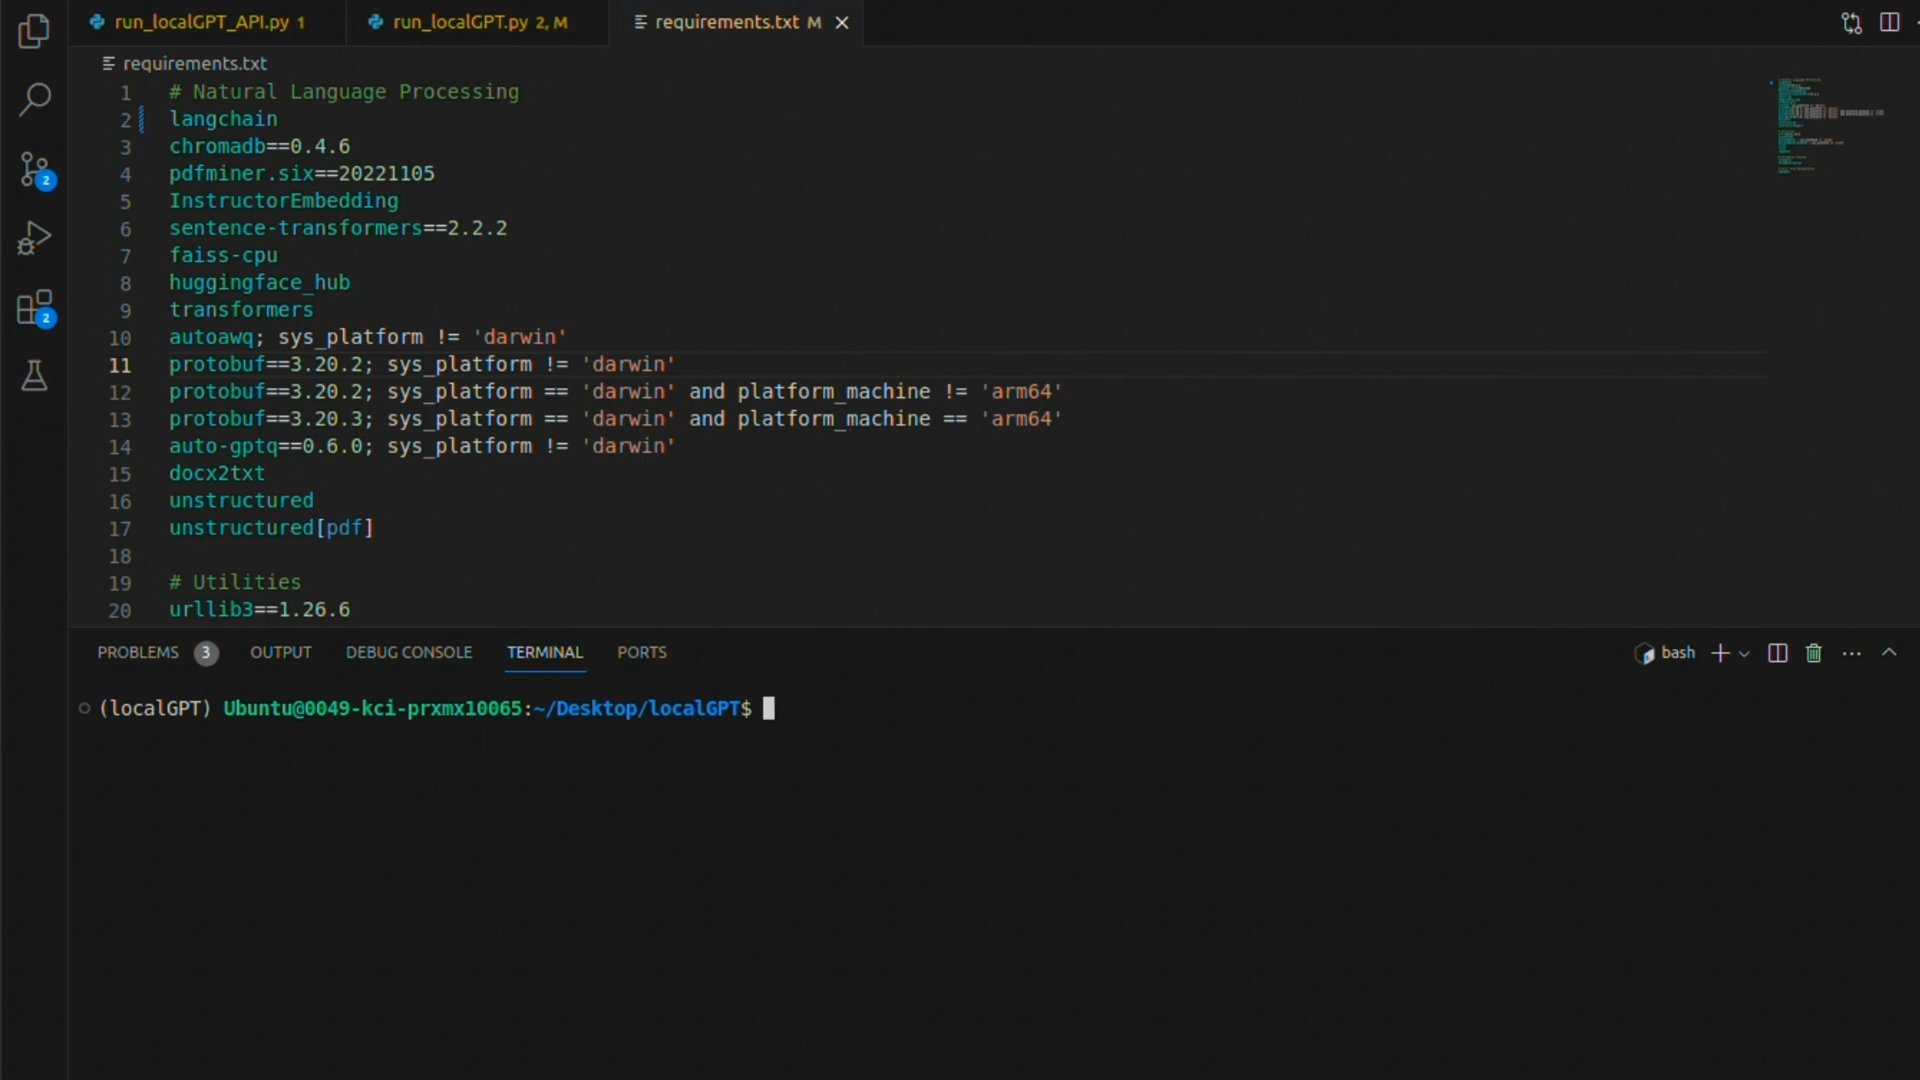 run_localGPT_API.py 1
run_localGPT.py 2, M
requirements.txt M
requirements.txt
1 # Natural Language Processing
2 langchain
3 chromadb==0.4.6
4 pdfminer.six==20221105
5 InstructorEmbedding
6 sentence-transformers==2.2.2
7 faiss-cpu
8 huggingface_hub
9 transformers
10 autoawq; sys_platform != 'darwin'
11 protobuf==3.20.2; sys_platform != 'darwin'
12 protobuf==3.20.2; sys_platform == 'darwin' and platform_machine != 'arm64'
13 protobuf==3.20.3; sys_platform == 'darwin' and platform_machine == 'arm64'
14 auto-gptq==0.6.0; sys_platform != 'darwin'
15 docx2txt
16 unstructured
17 unstructured[pdf]
18
19 # Utilities
20 urllib3==1.26.6
2
2
PROBLEMS 3 OUTPUT DEBUG CONSOLE TERMINAL PORTS
bash
(localGPT) Ubuntu@0049-kci-prxmx10065:~/Desktop/localGPT$